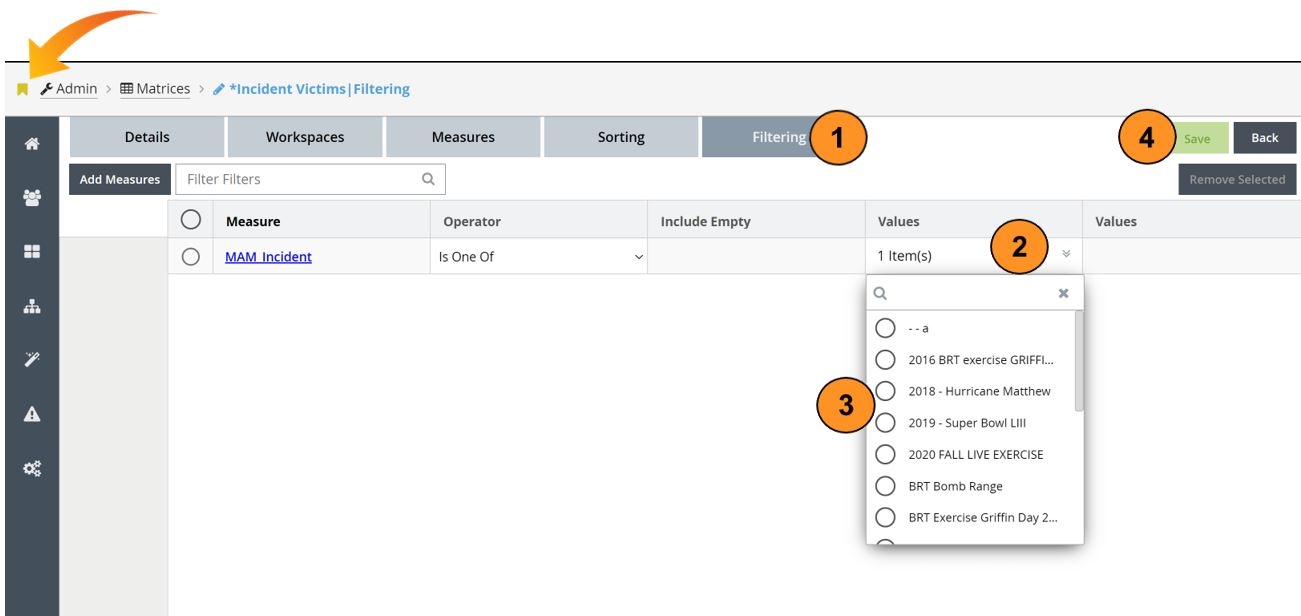 Admin > Matrices > *Incident Victims|Filtering
Details Workspaces Measures Sorting Filtering 1 4 Save Back
Add Measures Filter Filters Remove Selected
Measure Operator Include Empty Values Values
MAM_Incident Is One Of 1 Item(s) 2
- - a
2016 BRT exercise GRIFFI...
2018 - Hurricane Matthew
3
2019 - Super Bowl LIII
2020 FALL LIVE EXERCISE
BRT Bomb Range
BRT Exercise Griffin Day 2...